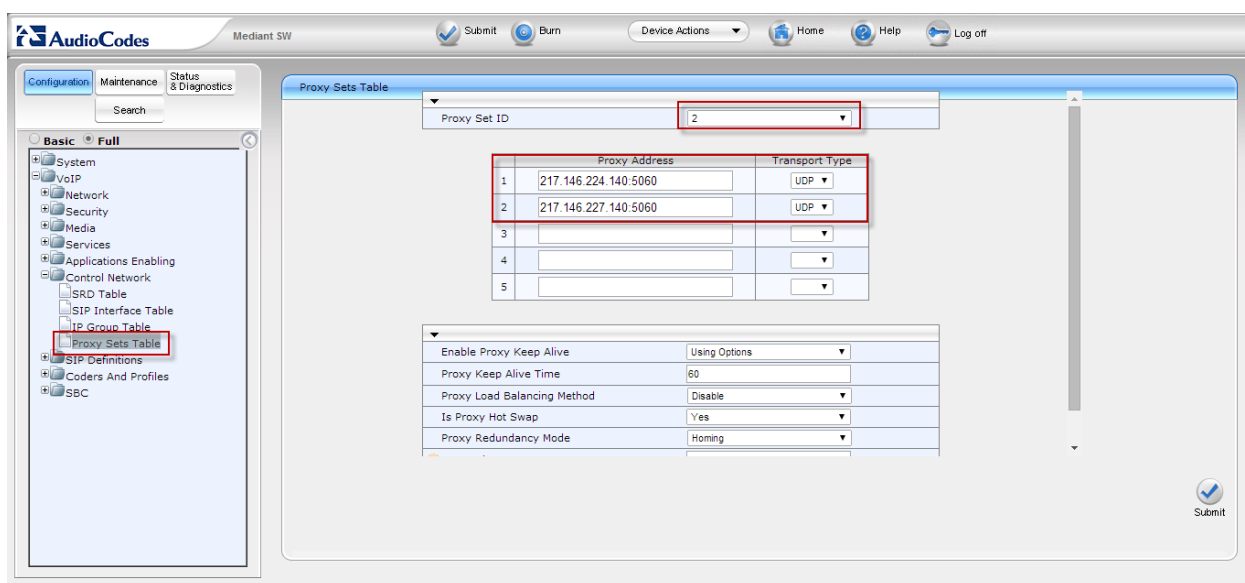 AudioCodes
Mediant SW
Submit
Burn
Device Actions
Home
Help
Log off
Configuration
Maintenance
Status
& Diagnostics
Search
Basic
Full
System
VoIP
Network
Security
Media
Services
Applications Enabling
Control Network
SRD Table
SIP Interface Table
IP Group Table
Proxy Sets Table
SIP Definitions
Coders And Profiles
SBC
Proxy Sets Table
Proxy Set ID 2
Proxy Address Transport Type
1 217.146.224.140:5060 UDP
2 217.146.227.140:5060 UDP
3
4
5
Enable Proxy Keep Alive Using Options
Proxy Keep Alive Time 60
Proxy Load Balancing Method Disable
Is Proxy Hot Swap Yes
Proxy Redundancy Mode Homing
Submit